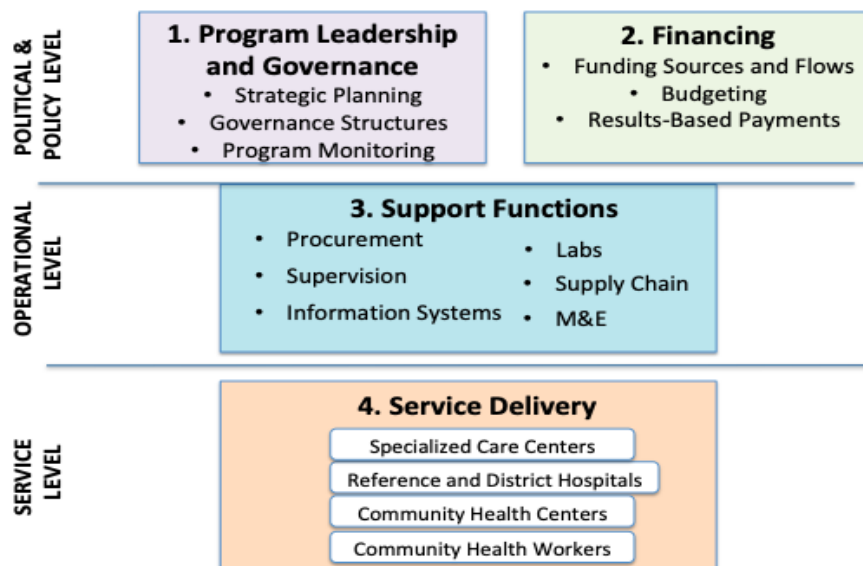 POLITICAL &
POLICY LEVEL
1. Program Leadership
and Governance
• Strategic Planning
• Governance Structures
• Program Monitoring
2. Financing
• Funding Sources and Flows
• Budgeting
• Results-Based Payments
OPERATIONAL
LEVEL
3. Support Functions
• Procurement
• Supervision
• Information Systems
• Labs
• Supply Chain
• M&E
SERVICE
LEVEL
4. Service Delivery
Specialized Care Centers
Reference and District Hospitals
Community Health Centers
Community Health Workers